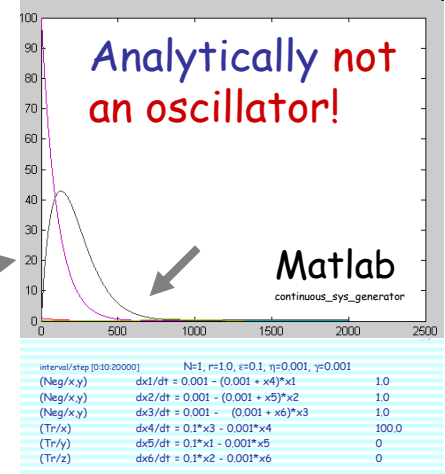 100
90
80
70
60
50
40
30
20
10
0
0 500 1000 1500 2000 2500
Analytically not
an oscillator!
Matlab
continuous_sys_generator
interval/step [0:10:20000] N=1, r=1.0, ε=0.1, η=0.001, γ=0.001
(Neg/x,y) dx1/dt = 0.001 - (0.001 + x4)*x1 1.0
(Neg/x,y) dx2/dt = 0.001 - (0.001 + x5)*x2 1.0
(Neg/x,y) dx3/dt = 0.001 - (0.001 + x6)*x3 1.0
(Tr/x) dx4/dt = 0.1*x3 - 0.001*x4 100.0
(Tr/y) dx5/dt = 0.1*x1 - 0.001*x5 0
(Tr/z) dx6/dt = 0.1*x2 - 0.001*x6 0